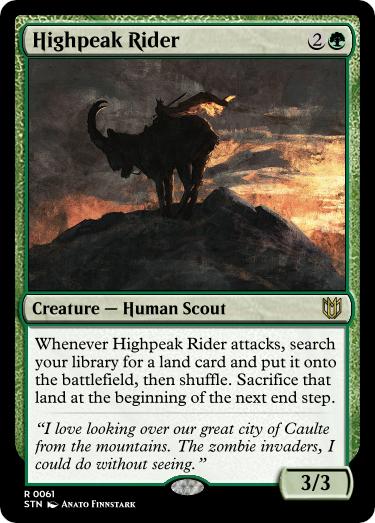 Highpeak Rider
2
Creature — Human Scout
Whenever Highpeak Rider attacks, search
your library for a land card and put it onto
the battlefield, then shuffle. Sacrifice that
land at the beginning of the next end step.
“I love looking over our great city of Caulte
from the mountains. The zombie invaders, I
could do without seeing.”
3/3
R 0061
STN Anato Finnstark